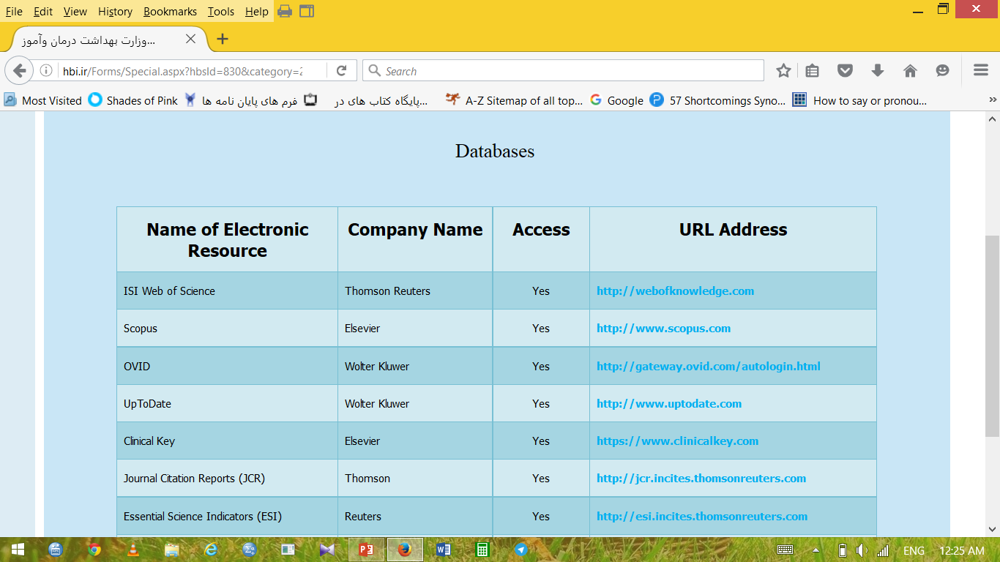 File Edit View History Bookmarks Tools Help
وزارت بهداشت درمان وآموز...
hbi.ir/Forms/Special.aspx?hbsId=830&category=2
Search
Most Visited Shades of Pink فرم های پایان نامه ها پایگاه کتاب های در... A-Z Sitemap of all top... Google 57 Shortcomings Syno... How to say or pronou...
Databases
Name of Electronic Resource Company Name Access URL Address
ISI Web of Science Thomson Reuters Yes http://webofknowledge.com
Scopus Elsevier Yes http://www.scopus.com
OVID Wolter Kluwer Yes http://gateway.ovid.com/autologin.html
UpToDate Wolter Kluwer Yes http://www.uptodate.com
Clinical Key Elsevier Yes https://www.clinicalkey.com
Journal Citation Reports (JCR) Thomson Yes http://jcr.incites.thomsonreuters.com
Essential Science Indicators (ESI) Reuters Yes http://esi.incites.thomsonreuters.com
ENG 12:25 AM